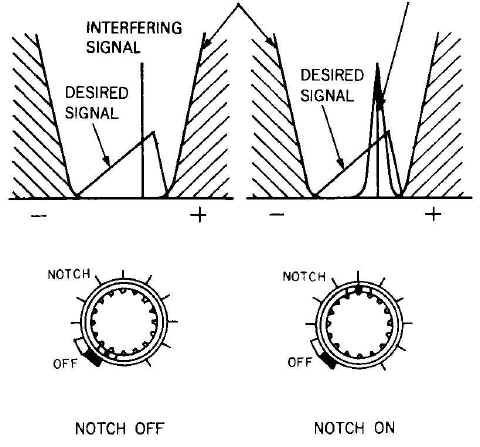 INTERFERING
SIGNAL
DESIRED
SIGNAL
DESIRED
SIGNAL
−
+
−
+
NOTCH
OFF
NOTCH
OFF
NOTCH OFF
NOTCH ON